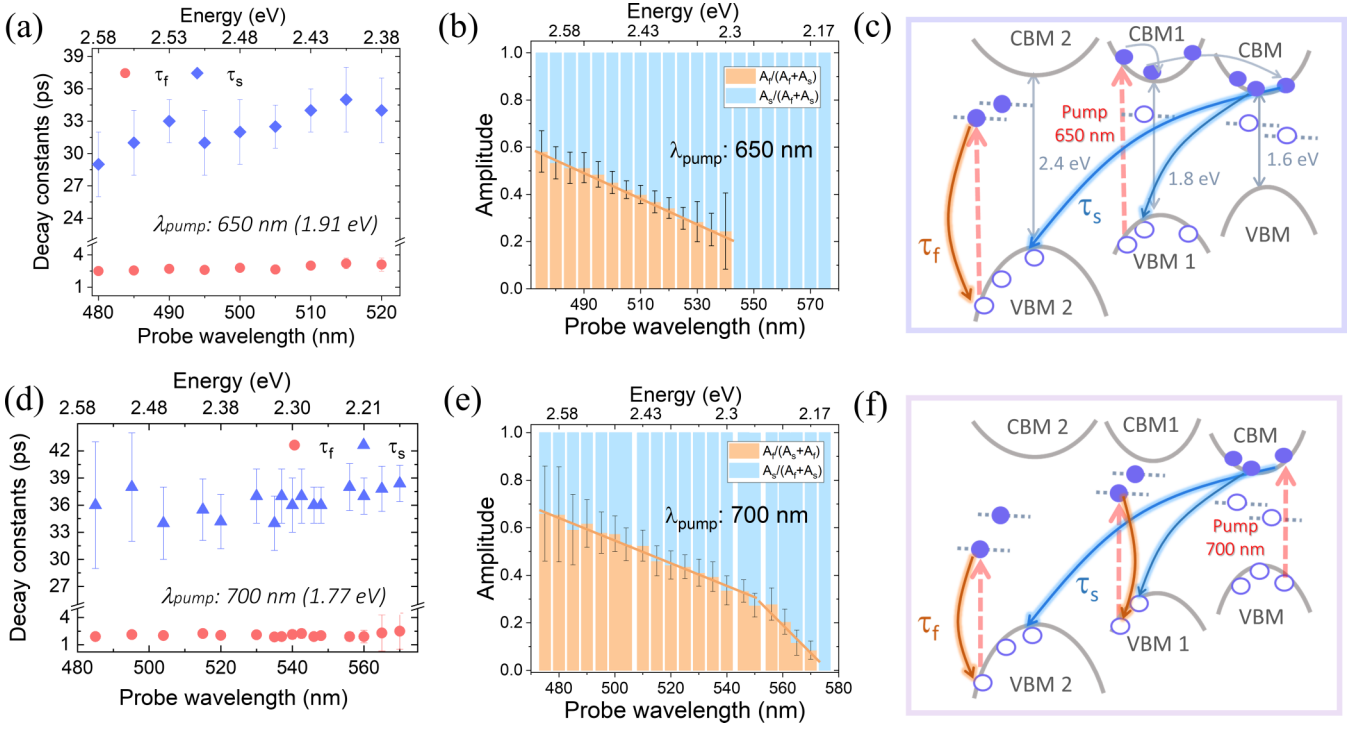 (a)
Energy (eV)
2.58 2.53 2.48 2.43 2.38
Decay constants (ps)
39
36
33
30
27
24
4
1
τf τs
λpump: 650 nm (1.91 eV)
480 485 490 495 500 505 510 515 520
Probe wavelength (nm)
(b)
Energy (eV)
2.58 2.43 2.3 2.17
Amplitude
1.0
0.8
0.6
0.4
0.2
0.0
Af/(Af+As)
As/(Af+As)
λpump: 650 nm
490 500 510 520 530 540 550 560 570
Probe wavelength (nm)
(c)
CBM 2
CBM1
CBM
Pump
650 nm
2.4 eV
1.8 eV
1.6 eV
τf
τs
VBM 2
VBM 1
VBM
(d)
Energy (eV)
2.58 2.48 2.38 2.30 2.21
Decay constants (ps)
42
39
36
33
30
4
1
τf τs
λpump: 700 nm (1.77 eV)
480 500 520 540 560
Probe wavelength (nm)
(e)
Energy (eV)
2.58 2.43 2.3 2.17
Amplitude
1.0
0.8
0.6
0.4
0.2
0.0
Af/(As+Af)
As/(Af+As)
λpump: 700 nm
480 500 520 540 560 580
Probe wavelength (nm)
(f)
CBM 2
CBM1
CBM
Pump
700 nm
τf
τs
VBM 2
VBM 1
VBM